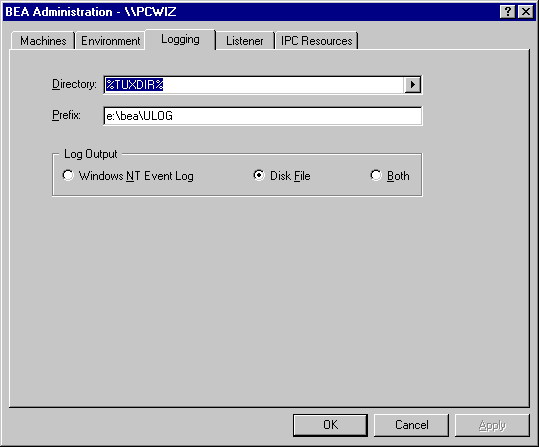 BEA Administration - \\PCWIZ
Machines Environment Logging Listener IPC Resources
Directory: %TUXDIR%
Prefix: e:\bea\ULOG
Log Output
Windows NT Event Log Disk File Both
OK Cancel Apply